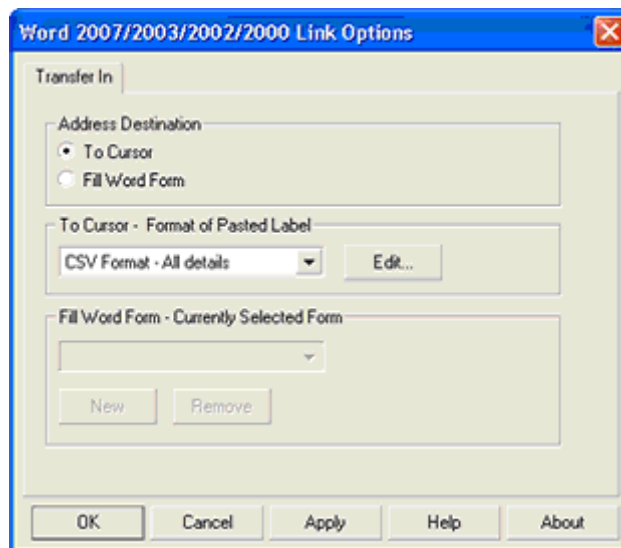 Word 2007/2003/2002/2000 Link Options
Transfer In
Address Destination
To Cursor
Fill Word Form
To Cursor - Format of Pasted Label
CSV Format - All details
Edit...
Fill Word Form - Currently Selected Form
New
Remove
OK
Cancel
Apply
Help
About